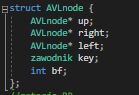 struct AVLnode {
AVLnode* up;
AVLnode* right;
AVLnode* left;
zawodnik key;
int bf;
};